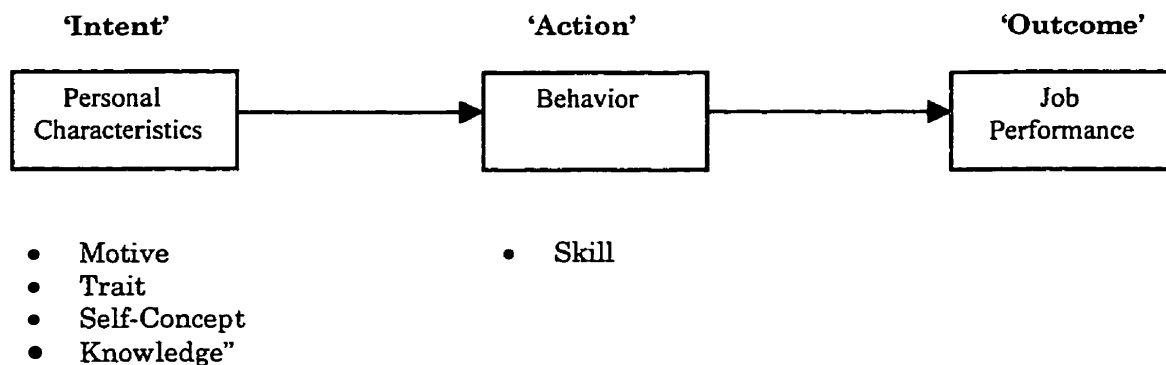 ‘Intent’ ‘Action’ ‘Outcome’
Personal Characteristics
Behavior
Job Performance
• Motive
• Trait
• Self-Concept
• Knowledge”
• Skill